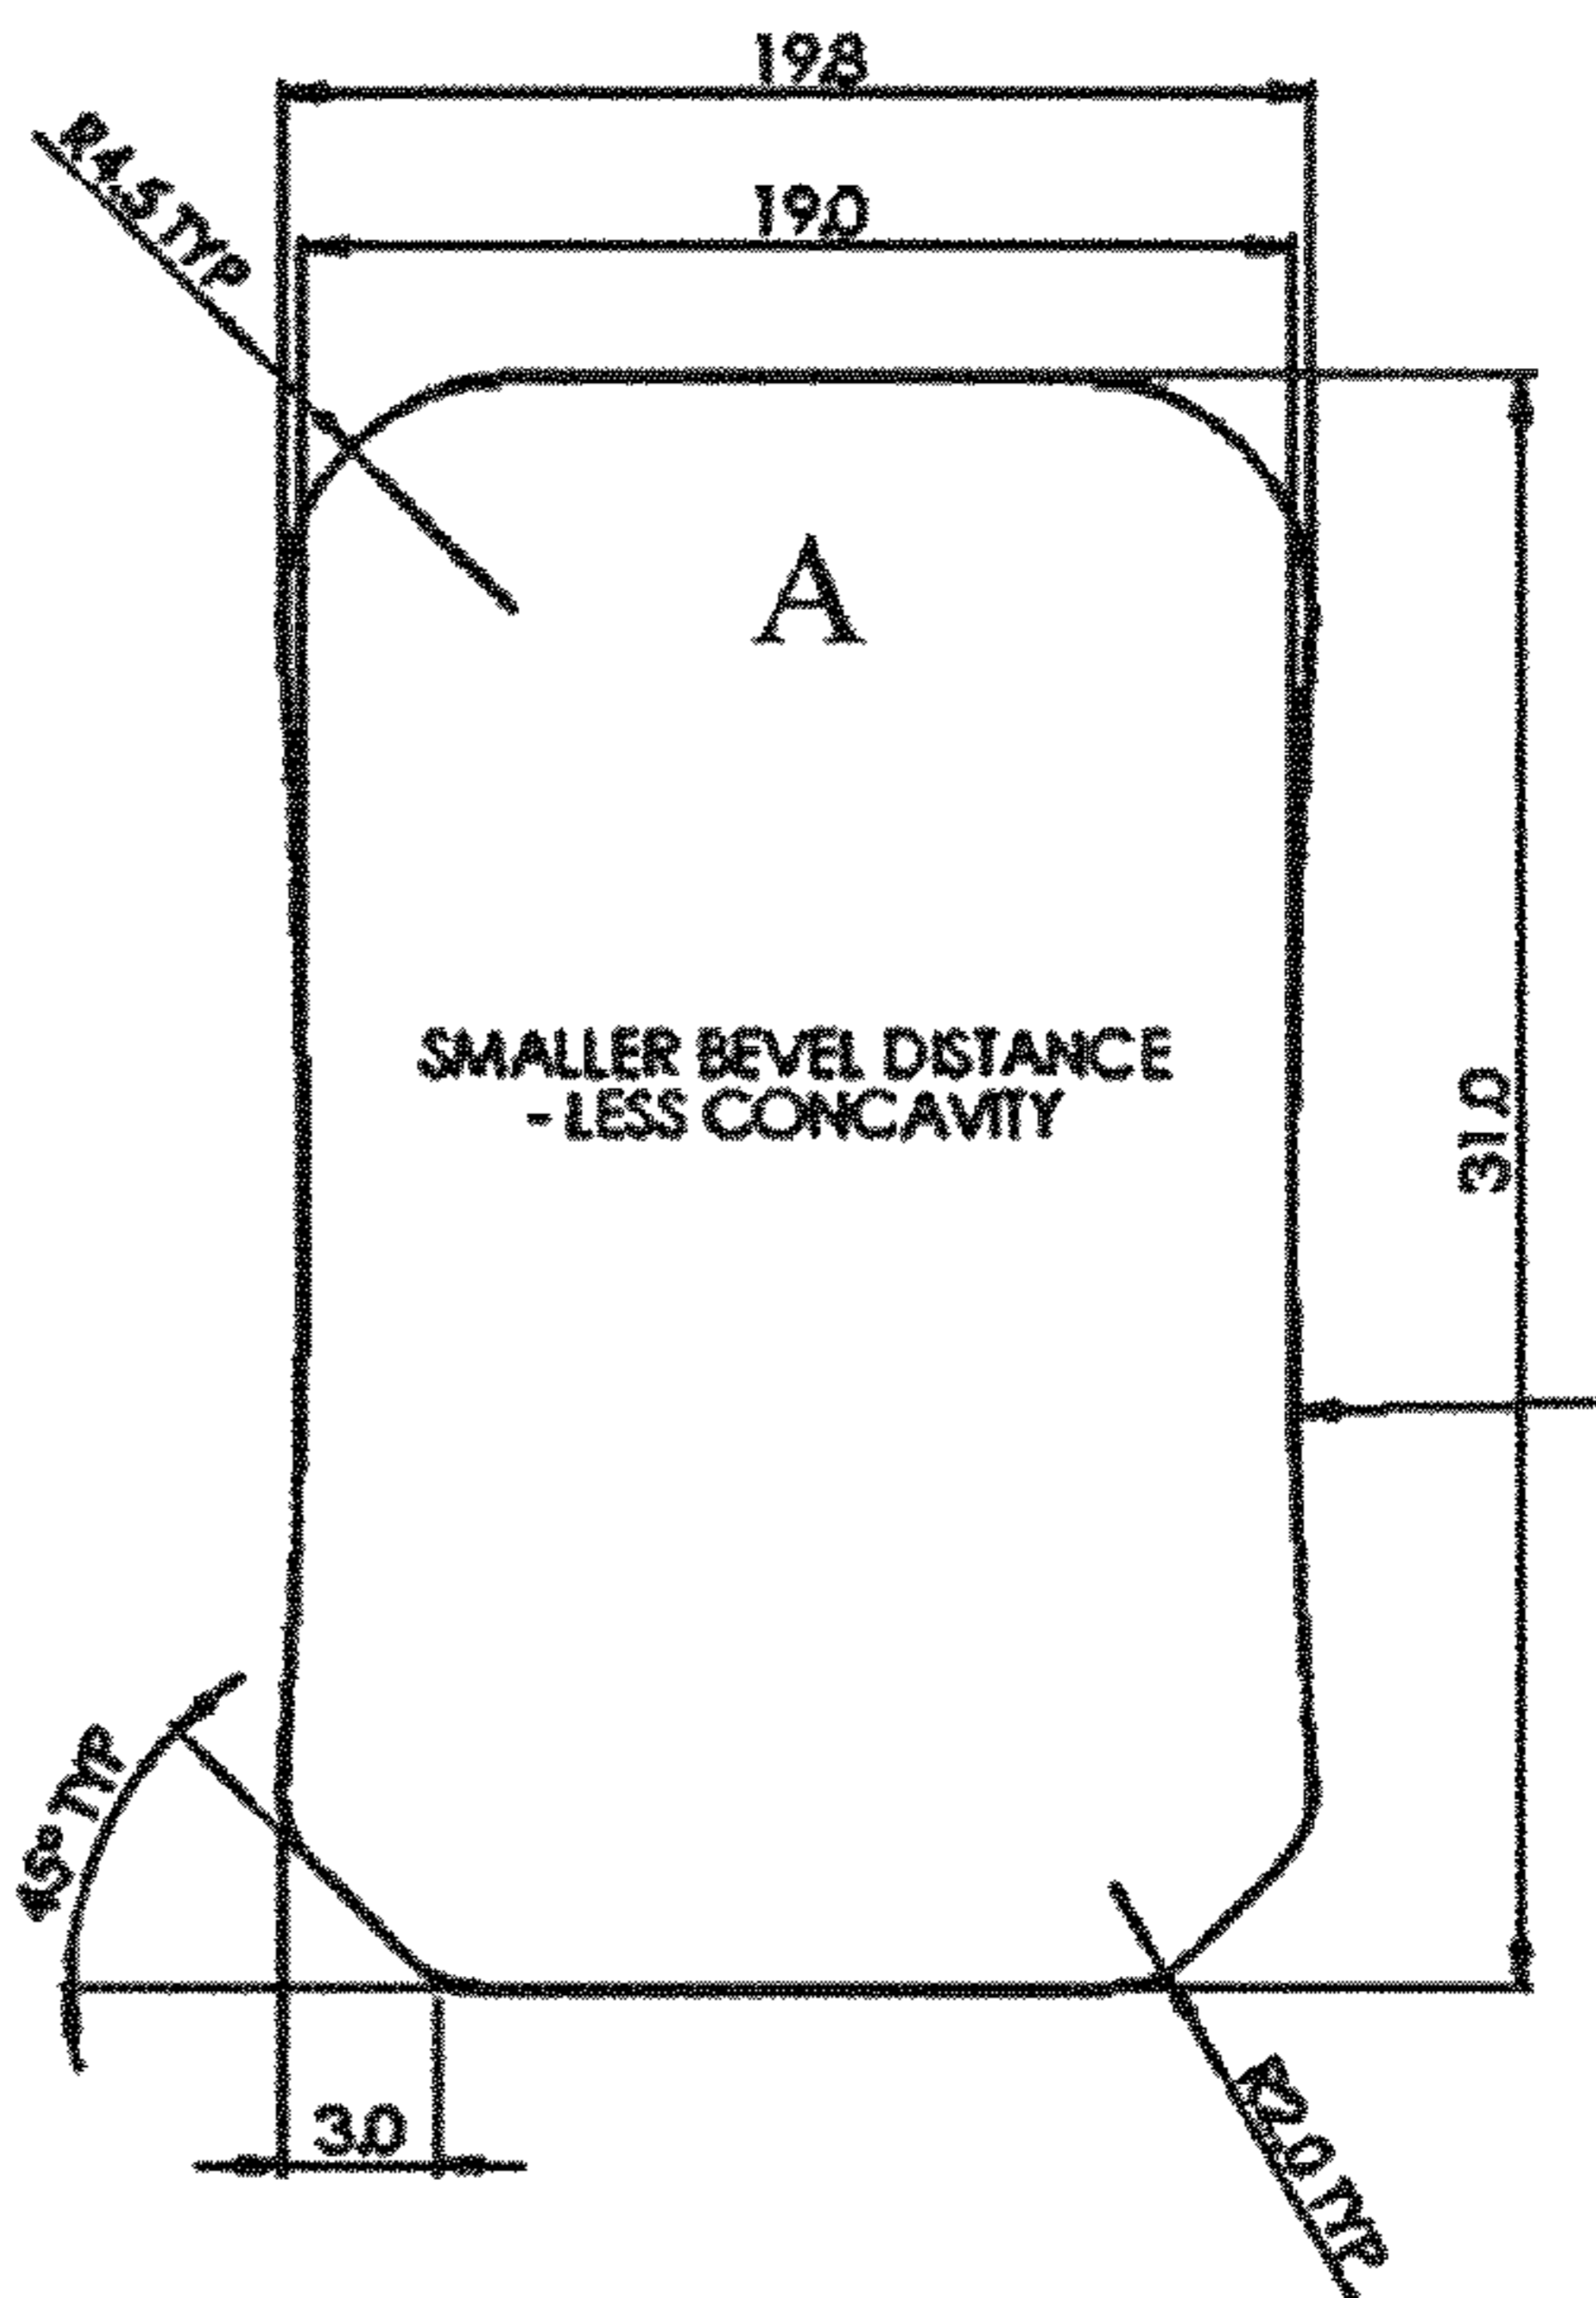 19.8
R4.5 TYP
19.0
A
SMALLER BEVEL DISTANCE
- LESS CONCAVITY
31.0
45° TYP
3.0
R2.0 TYP